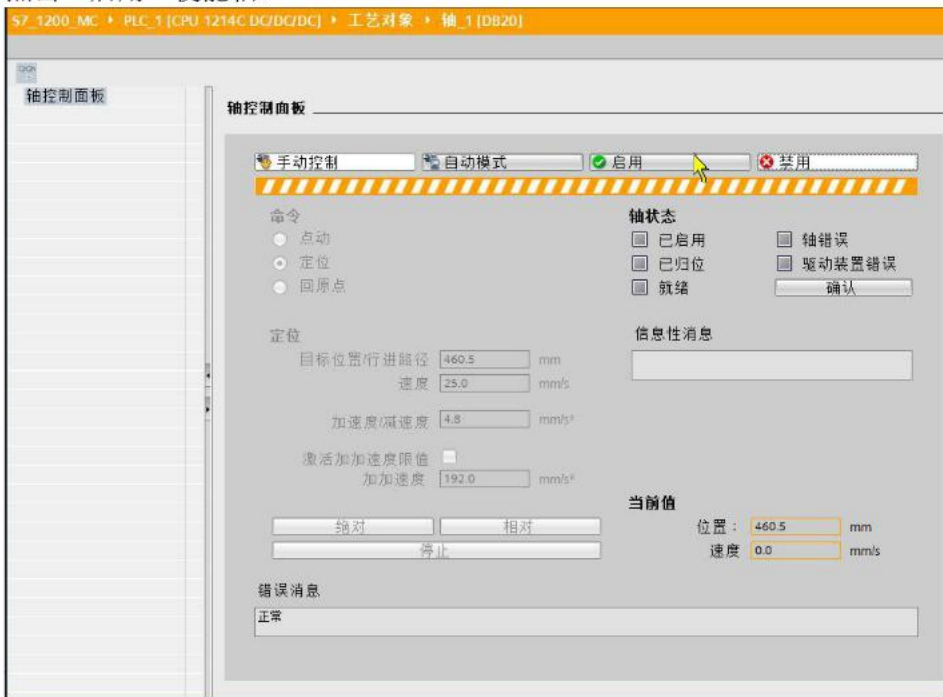 S7_1200_MC ▸ PLC_1 [CPU 1214C DC/DC/DC] ▸ 工艺对象 ▸ 轴_1 [DB20]
轴控制面板
轴控制面板
手动控制 自动模式 启用 禁用
命令
点动
定位
回原点
轴状态
已启用 轴错误
已归位 驱动装置错误
就绪 确认
定位
目标位置/行进路径 460.5 mm
速度 25.0 mm/s
加速度/减速度 4.8 mm/s²
激活加加速度限值
加加速度 192.0 mm/s³
绝对 相对
停止
信息性消息
当前值
位置： 460.5 mm
速度 0.0 mm/s
错误消息
正常